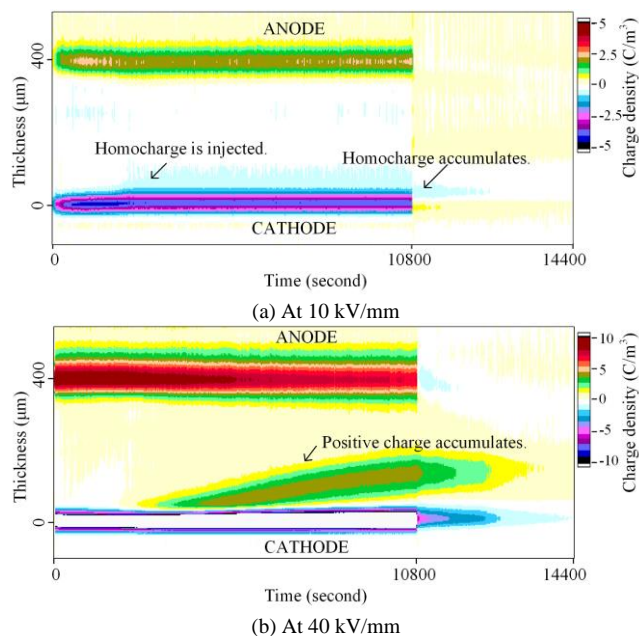 ANODE
400
Thickness (μm)
Homocharge is injected.
Homocharge accumulates.
0
CATHODE
0
10800
14400
Time (second)
5
2.5
0
-2.5
-5
Charge density (C/m³)
(a) At 10 kV/mm
ANODE
400
Thickness (μm)
Positive charge accumulates.
0
CATHODE
0
10800
14400
Time (second)
10
5
0
-5
-10
Charge density (C/m³)
(b) At 40 kV/mm